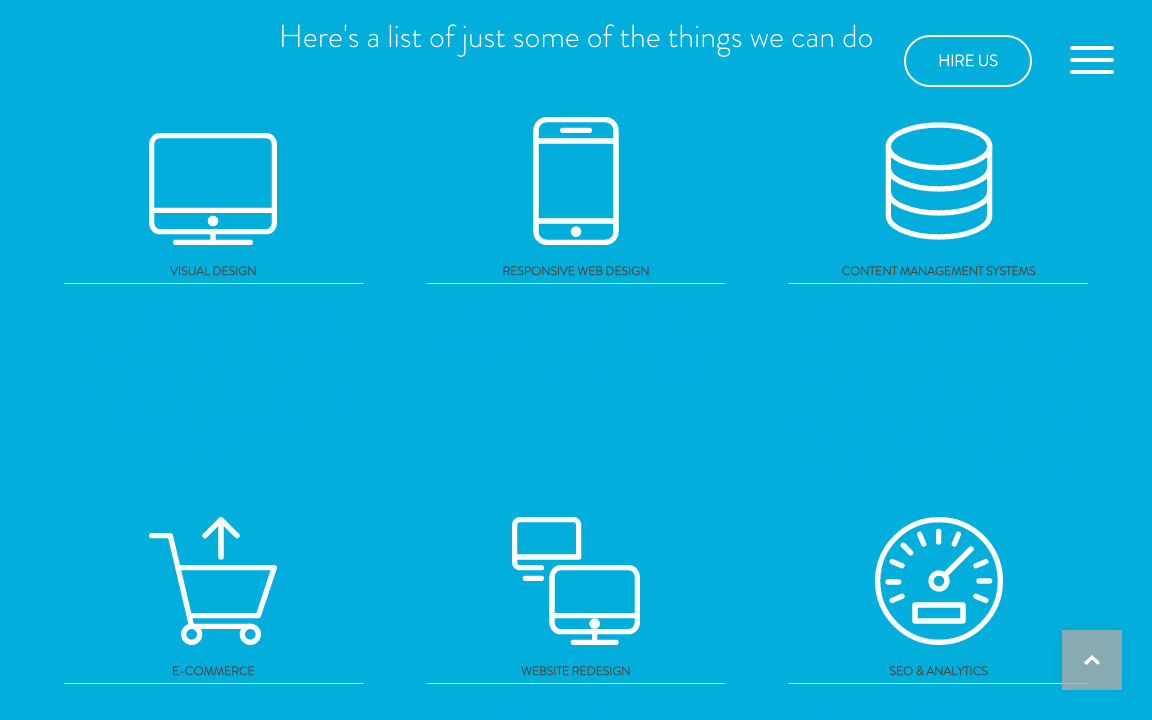 Here's a list of just some of the things we can do
HIRE US
VISUAL DESIGN
RESPONSIVE WEB DESIGN
CONTENT MANAGEMENT SYSTEMS
E-COMMERCE
WEBSITE REDESIGN
SEO & ANALYTICS